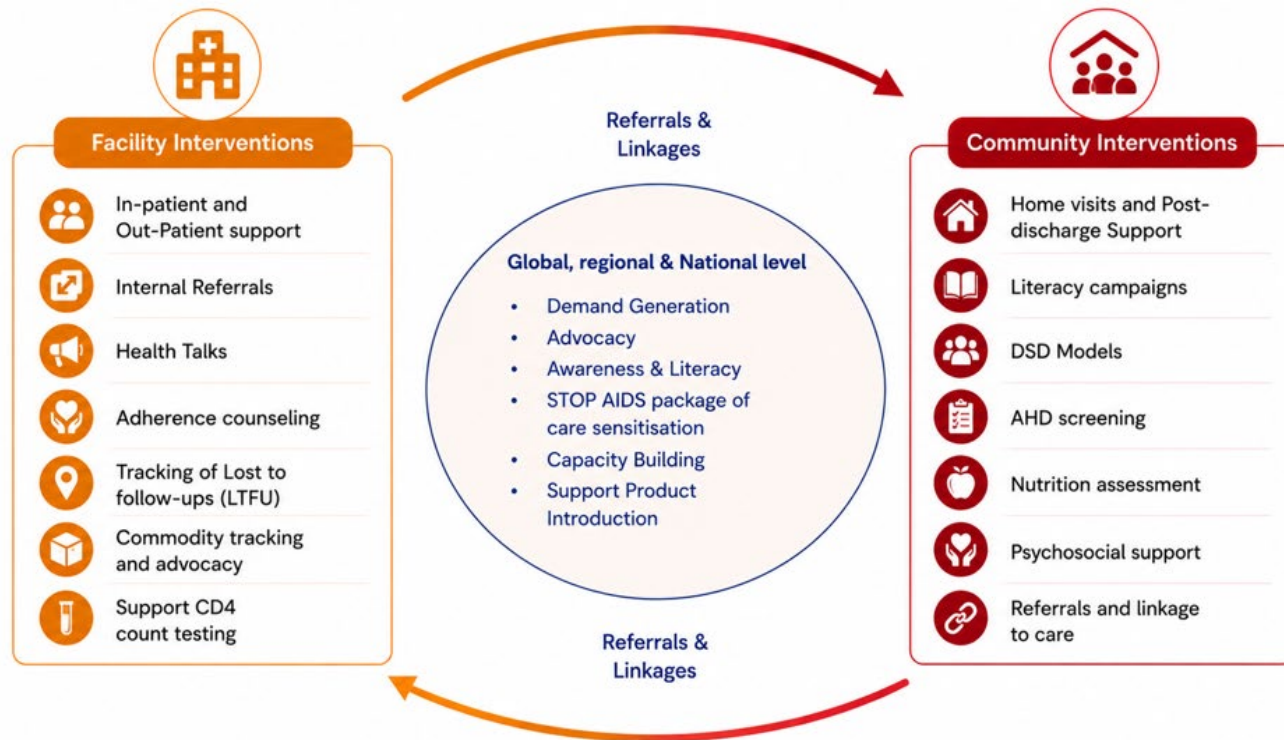 Facility Interventions
In-patient and
Out-Patient support
Internal Referrals
Health Talks
Adherence counseling
Tracking of Lost to
follow-ups (LTFU)
Commodity tracking
and advocacy
Support CD4
count testing
Referrals &
Linkages
Global, regional & National level
• Demand Generation
• Advocacy
• Awareness & Literacy
• STOP AIDS package of
care sensitisation
• Capacity Building
• Support Product
Introduction
Referrals &
Linkages
Community Interventions
Home visits and Post-
discharge Support
Literacy campaigns
DSD Models
AHD screening
Nutrition assessment
Psychosocial support
Referrals and linkage
to care